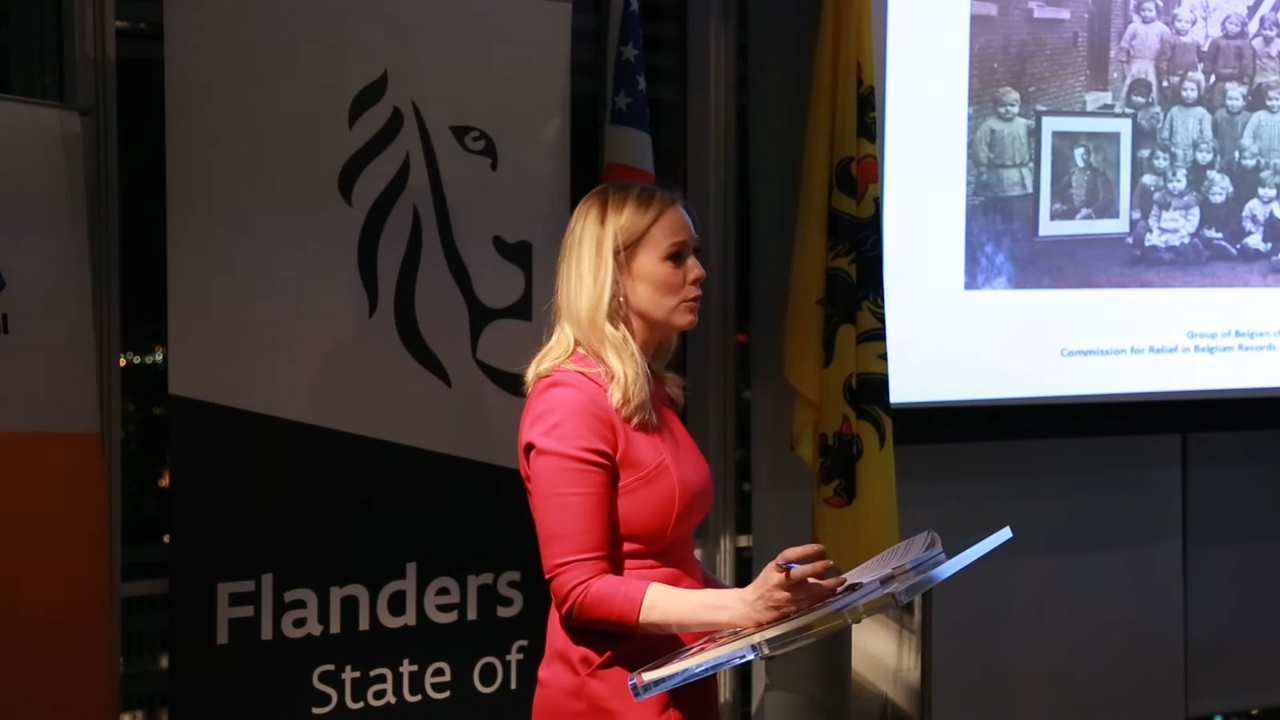 Flanders
State of
Group of Belgian
Commission for Relief in Belgium Records